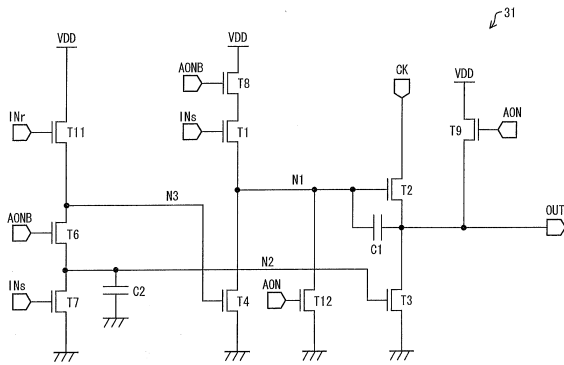 31
VDD
VDD
AONB
T8
CK
VDD
INr
T11
INs
T1
T9
AON
N3
N1
T2
AONB
T6
C1
OUT
N2
INs
T7
C2
T4
AON
T12
T3